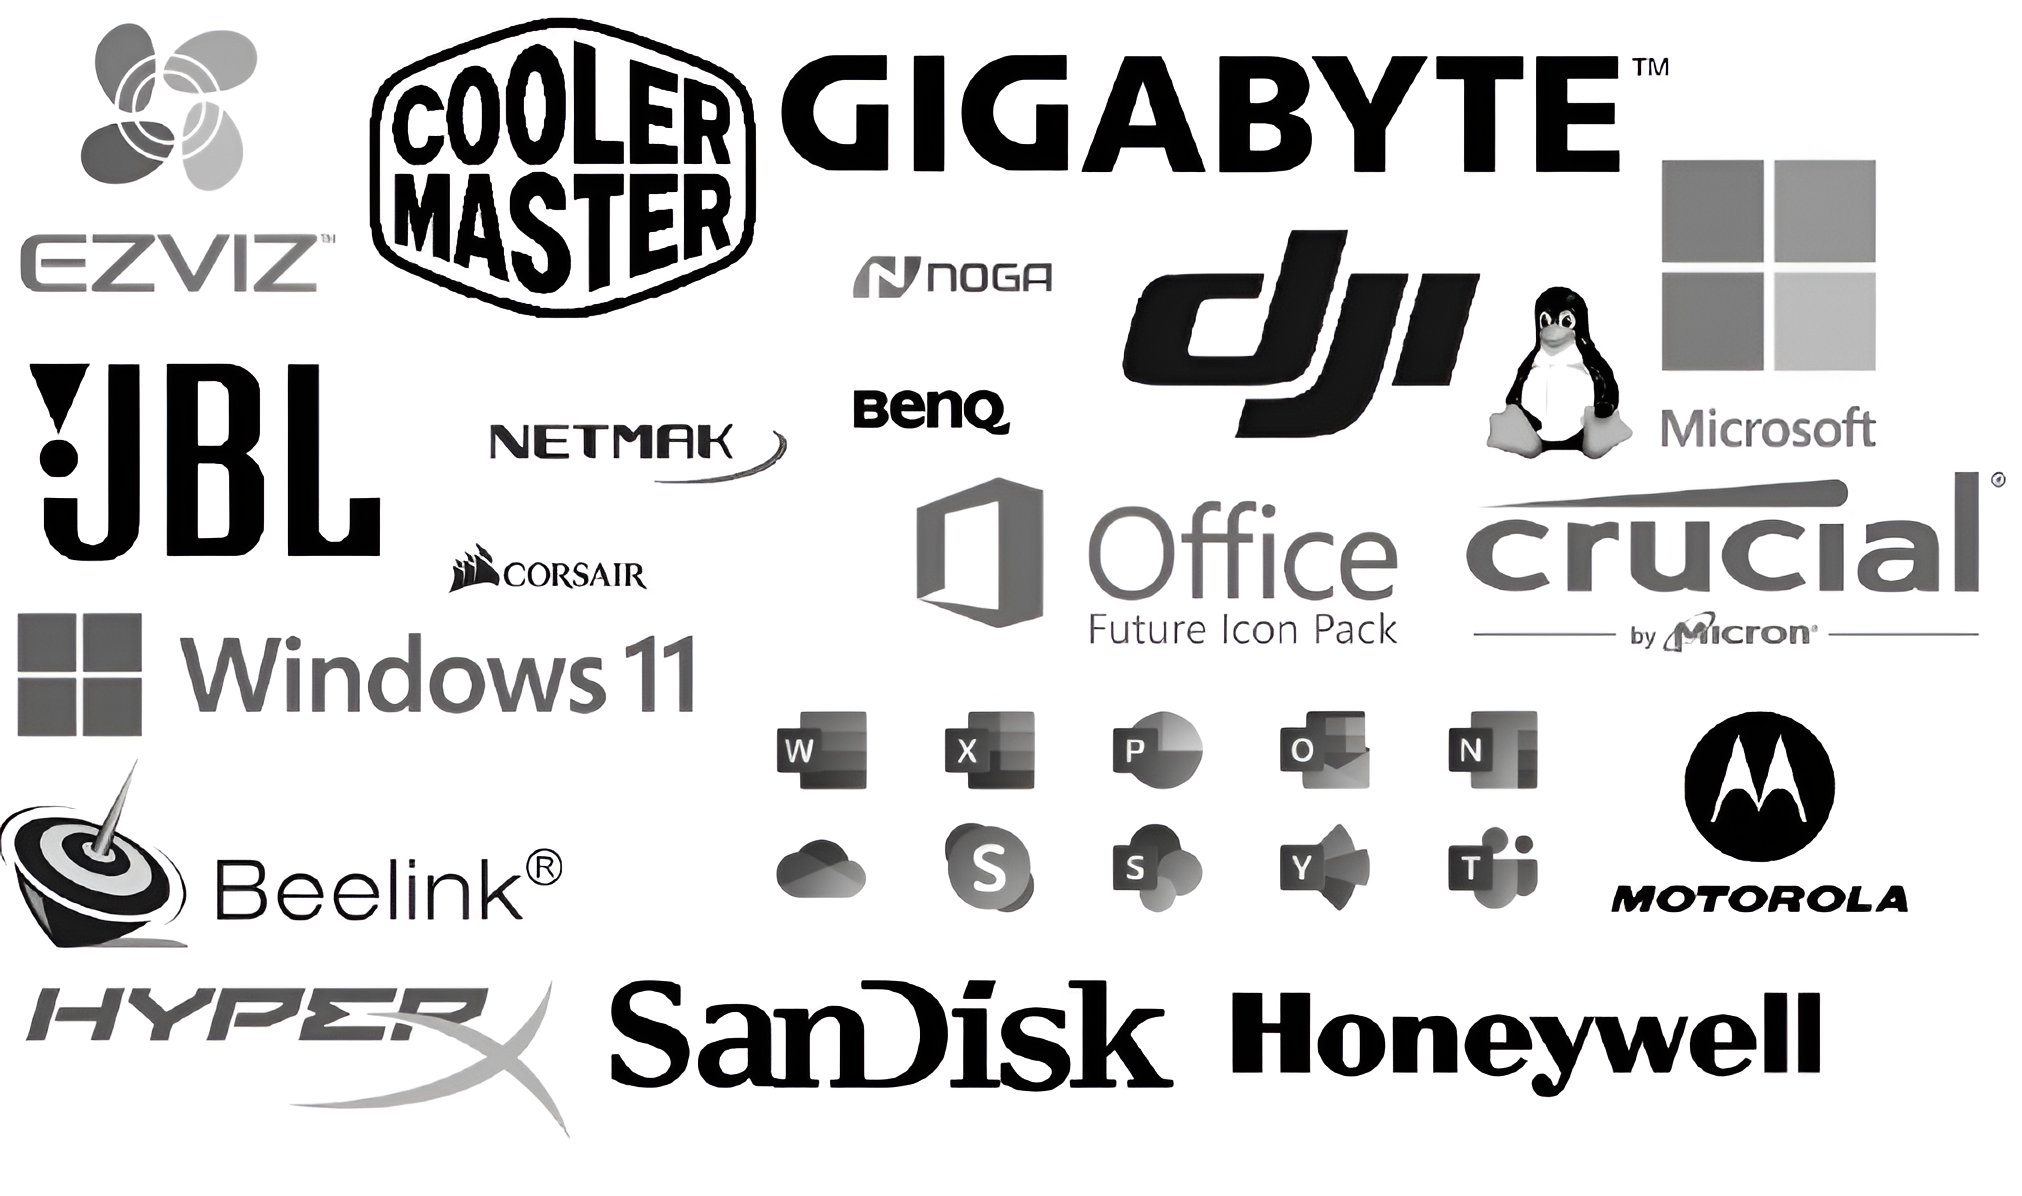 COOLER
MASTER
GIGABYTE™
EZVIZ™
NOGA
dji
JBL
NETMAK
BenQ
Microsoft
CORSAIR
Office
Future Icon Pack
crucial
by Micron®
Windows 11
W X P O N
S S Y T
MOTOROLA
Beelink®
HYPERX
SanDisk
Honeywell